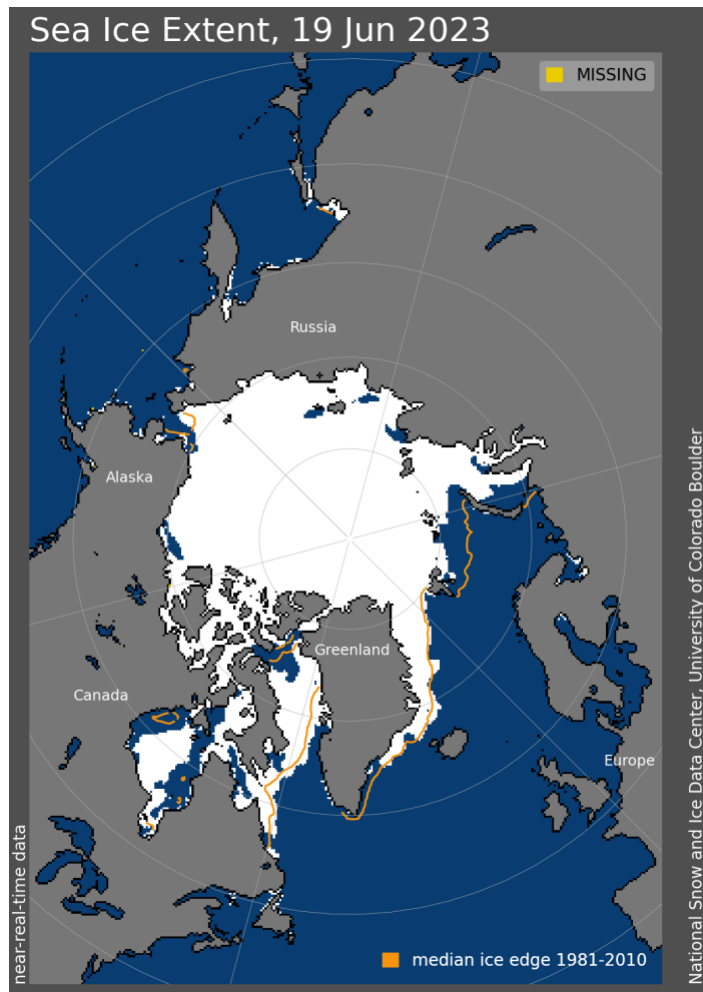 Sea Ice Extent, 19 Jun 2023
MISSING
Russia
Alaska
Greenland
Canada
Europe
near-real-time data
National Snow and Ice Data Center, University of Colorado Boulder
median ice edge 1981-2010